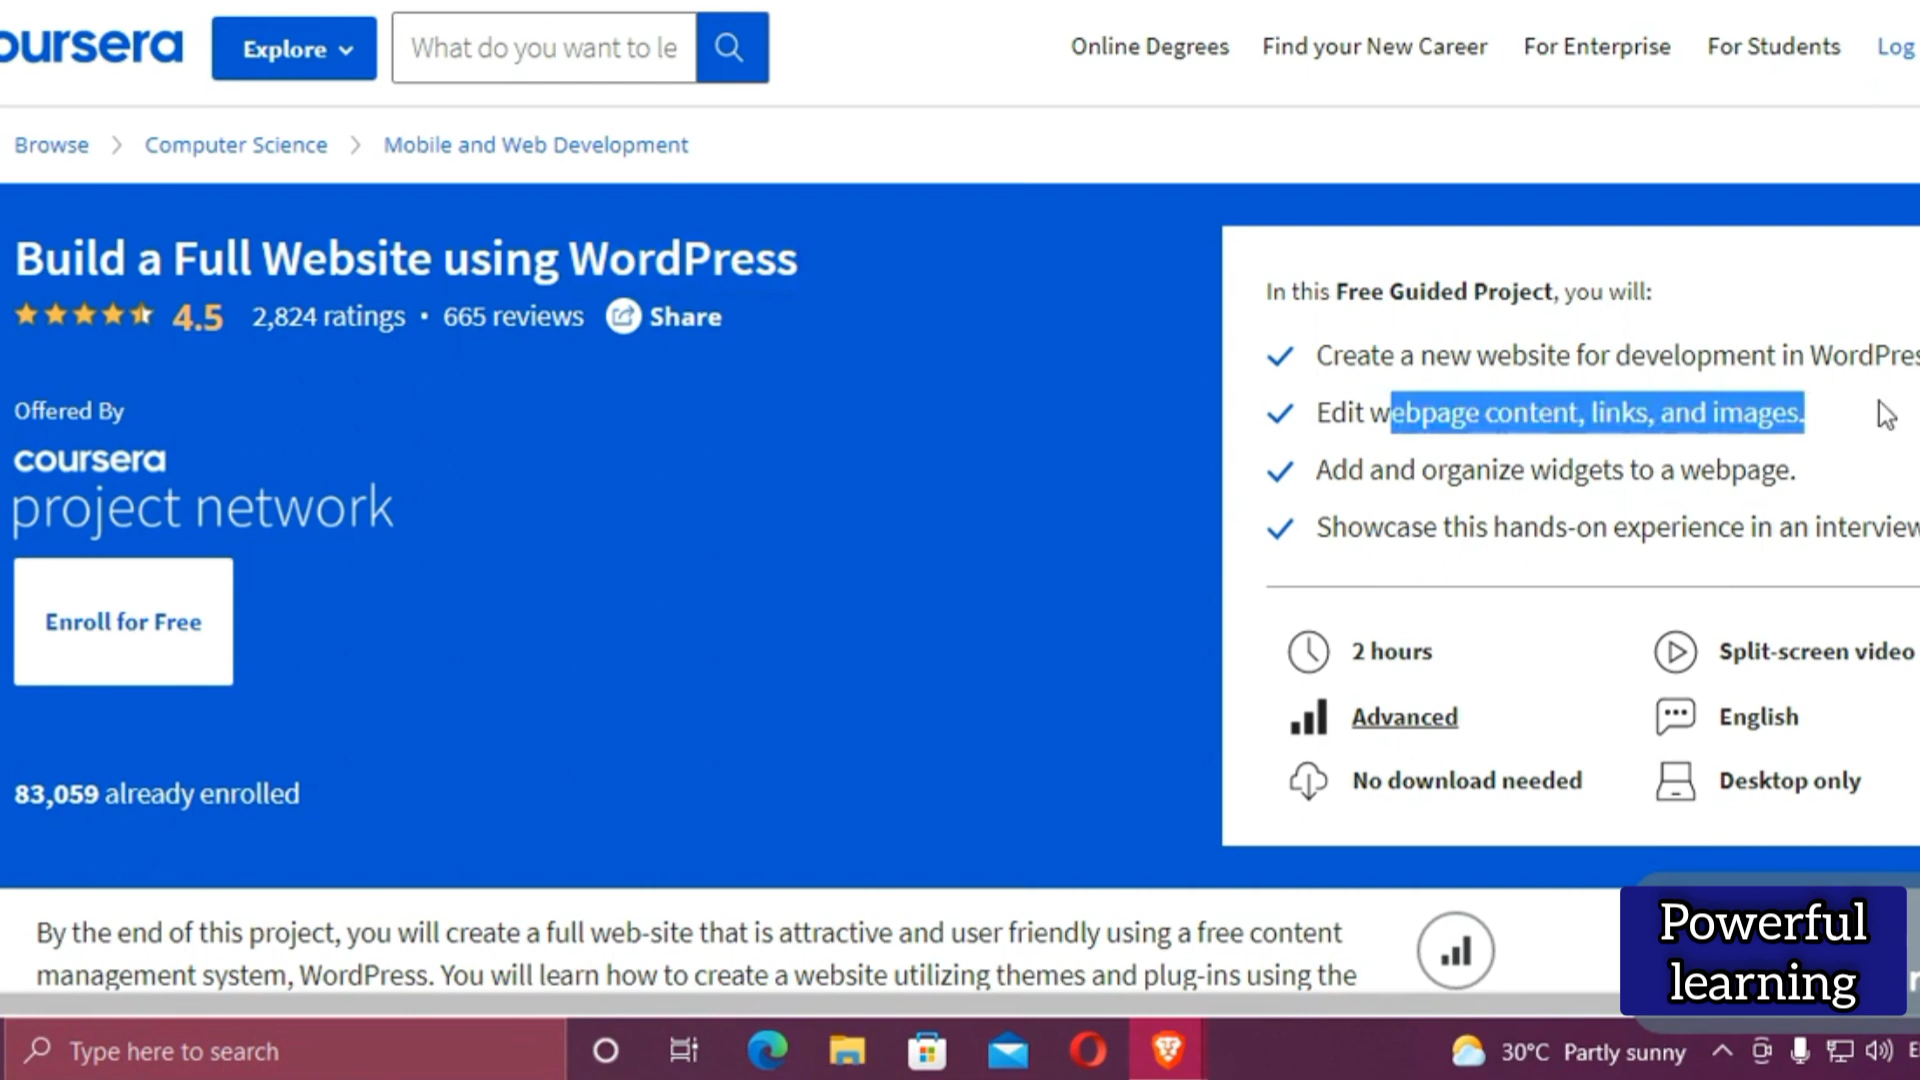 oursera
Explore
What do you want to le
Online Degrees
Find your New Career
For Enterprise
For Students
Log
Browse
Computer Science
Mobile and Web Development
Build a Full Website using WordPress
4.5 2,824 ratings • 665 reviews Share
Offered By
coursera
project network
Enroll for Free
83,059 already enrolled
In this Free Guided Project, you will:
Create a new website for development in WordPres
Edit webpage content, links, and images.
Add and organize widgets to a webpage.
Showcase this hands-on experience in an interview
2 hours
Split-screen video
Advanced
English
No download needed
Desktop only
By the end of this project, you will create a full web-site that is attractive and user friendly using a free content
management system, WordPress. You will learn how to create a website utilizing themes and plug-ins using the
Powerful
learning
Type here to search
30°C Partly sunny